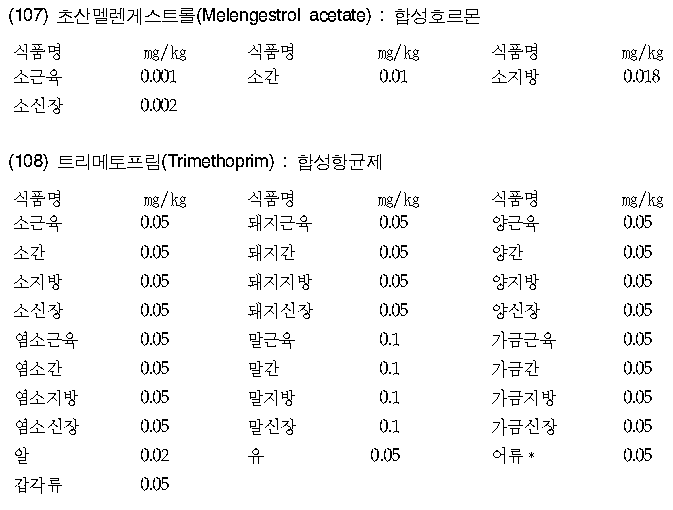 (107) 초산멜렌게스트롤(Melengestrol acetate) : 합성호르몬
식품명 ㎎/㎏ 식품명 ㎎/㎏ 식품명 ㎎/㎏
소근육 0.001 소간 0.01 소지방 0.018
소신장 0.002
(108) 트리메토프림(Trimethoprim) : 합성항균제
식품명 ㎎/㎏ 식품명 ㎎/㎏ 식품명 ㎎/㎏
소근육 0.05 돼지근육 0.05 양근육 0.05
소간 0.05 돼지간 0.05 양간 0.05
소지방 0.05 돼지지방 0.05 양지방 0.05
소신장 0.05 돼지신장 0.05 양신장 0.05
염소근육 0.05 말근육 0.1 가금근육 0.05
염소간 0.05 말간 0.1 가금간 0.05
염소지방 0.05 말지방 0.1 가금지방 0.05
염소신장 0.05 말신장 0.1 가금신장 0.05
알 0.02 유 0.05 어류* 0.05
갑각류 0.05